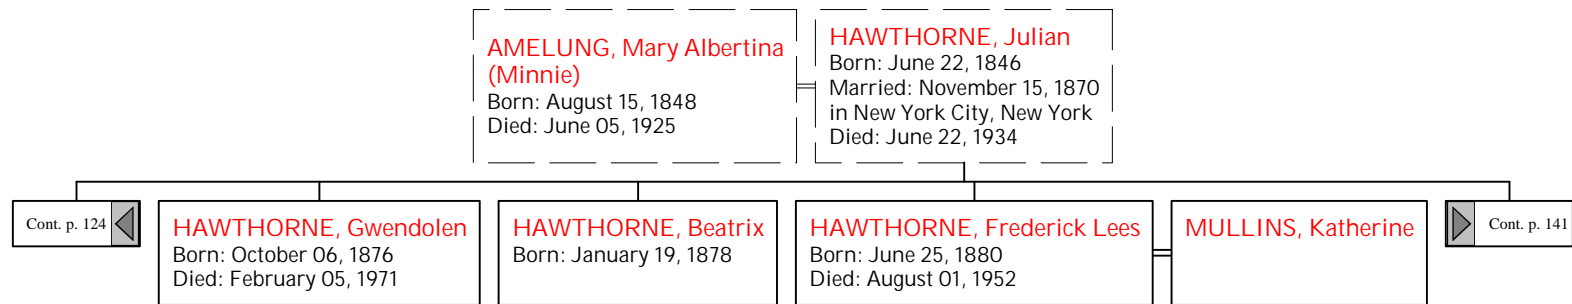 AMELUNG, Mary Albertina
(Minnie)
Born: August 15, 1848
Died: June 05, 1925
HAWTHORNE, Julian
Born: June 22, 1846
Married: November 15, 1870
in New York City, New York
Died: June 22, 1934
Cont. p. 124
HAWTHORNE, Gwendolen
Born: October 06, 1876
Died: February 05, 1971
HAWTHORNE, Beatrix
Born: January 19, 1878
HAWTHORNE, Frederick Lees
Born: June 25, 1880
Died: August 01, 1952
MULLINS, Katherine
Cont. p. 141